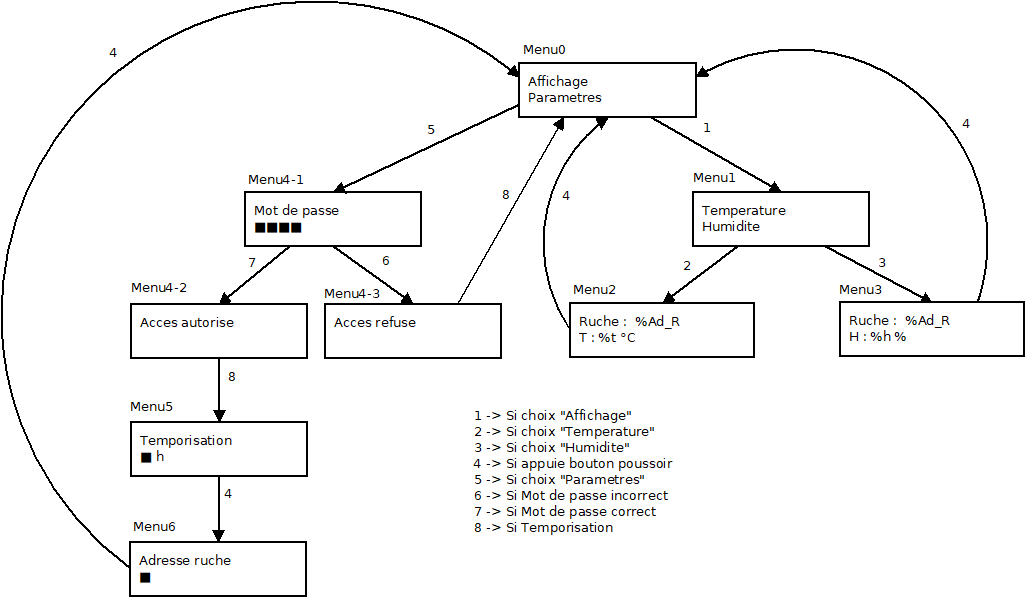 4
Menu0
Affichage
Parametres
5
1
4
Menu4-1
Mot de passe
■■■■
8
4
Menu1
Temperature
Humidite
7
6
2
3
Menu4-2
Acces autorise
Menu4-3
Acces refuse
Menu2
Ruche :  %Ad_R
T : %t °C
Menu3
Ruche :  %Ad_R
H : %h %
8
Menu5
Temporisation
■ h
4
Menu6
Adresse ruche
■
1 -> Si choix "Affichage"
2 -> Si choix "Temperature"
3 -> Si choix "Humidite"
4 -> Si appuie bouton poussoir
5 -> Si choix "Parametres"
6 -> Si Mot de passe incorrect
7 -> Si Mot de passe correct
8 -> Si Temporisation